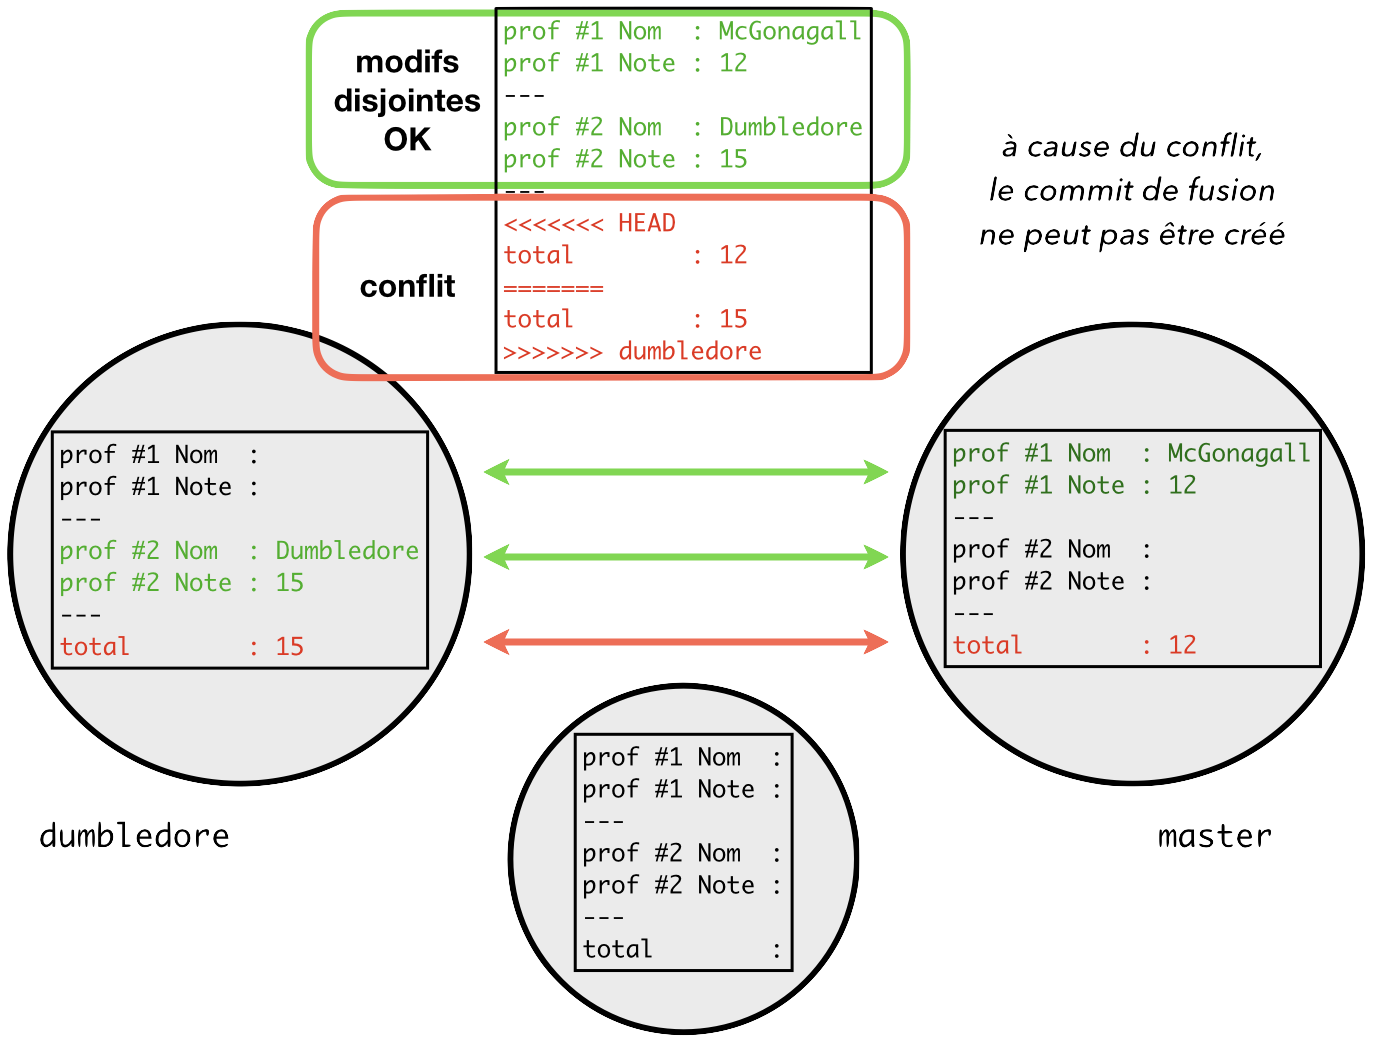 modifs
disjointes
OK
prof #1 Nom  : McGonagall
prof #1 Note : 12
---
prof #2 Nom  : Dumbledore
prof #2 Note : 15
---
conflit
<<<<<<< HEAD
total        : 12
=======
total        : 15
>>>>>>> dumbledore
à cause du conflit,
le commit de fusion
ne peut pas être créé
prof #1 Nom  :
prof #1 Note :
---
prof #2 Nom  : Dumbledore
prof #2 Note : 15
---
total        : 15
dumbledore
prof #1 Nom  : McGonagall
prof #1 Note : 12
---
prof #2 Nom  :
prof #2 Note :
---
total        : 12
master
prof #1 Nom  :
prof #1 Note :
---
prof #2 Nom  :
prof #2 Note :
---
total        :